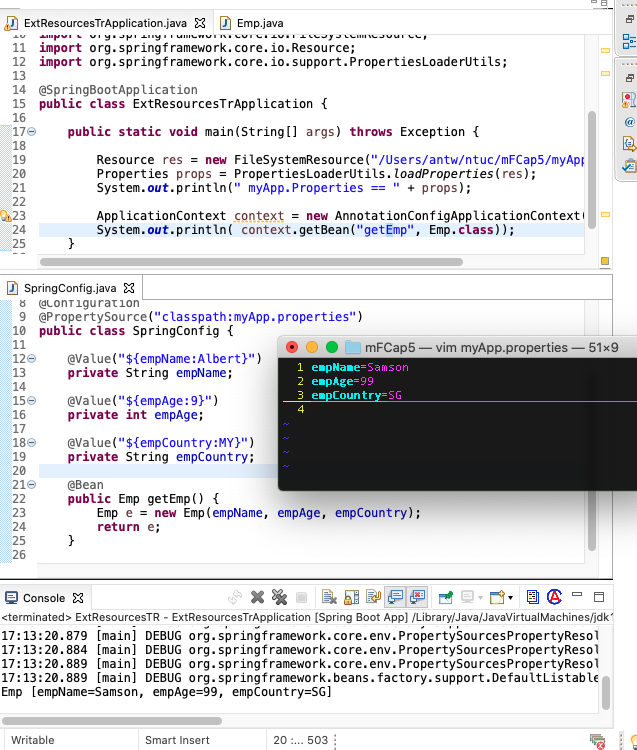 ExtResourcesTrApplication.java
Emp.java
10 import org.springframework.core.io.FileSystemResource;
11 import org.springframework.core.io.Resource;
12 import org.springframework.core.io.support.PropertiesLoaderUtils;
13
14 @SpringBootApplication
15 public class ExtResourcesTrApplication {
16
17 public static void main(String[] args) throws Exception {
18
19 Resource res = new FileSystemResource("/Users/antw/ntuc/mFCap5/myApp
20 Properties props = PropertiesLoaderUtils.loadProperties(res);
21 System.out.println(" myApp.Properties == " + props);
22
23 ApplicationContext context = new AnnotationConfigApplicationContext(
24 System.out.println( context.getBean("getEmp", Emp.class));
25 }
SpringConfig.java
8 @Configuration
9 @PropertySource("classpath:myApp.properties")
10 public class SpringConfig {
11
12 @Value("${empName:Albert}")
13 private String empName;
14
15 @Value("${empAge:9}")
16 private int empAge;
17
18 @Value("${empCountry:MY}")
19 private String empCountry;
20
21 @Bean
22 public Emp getEmp() {
23 Emp e = new Emp(empName, empAge, empCountry);
24 return e;
25 }
26
mFCap5 — vim myApp.properties — 51×9
1 empName=Samson
2 empAge=99
3 empCountry=SG
4
~
~
~
~
Console
<terminated> ExtResourcesTR - ExtResourcesTrApplication [Spring Boot App] /Library/Java/JavaVirtualMachines/jdk1
17:13:20.879 [main] DEBUG org.springframework.core.env.PropertySourcesPropertyResol
17:13:20.884 [main] DEBUG org.springframework.core.env.PropertySourcesPropertyResol
17:13:20.889 [main] DEBUG org.springframework.core.env.PropertySourcesPropertyResol
17:13:20.889 [main] DEBUG org.springframework.beans.factory.support.DefaultListable
Emp [empName=Samson, empAge=99, empCountry=SG]
Writable
Smart Insert
20 :... 503